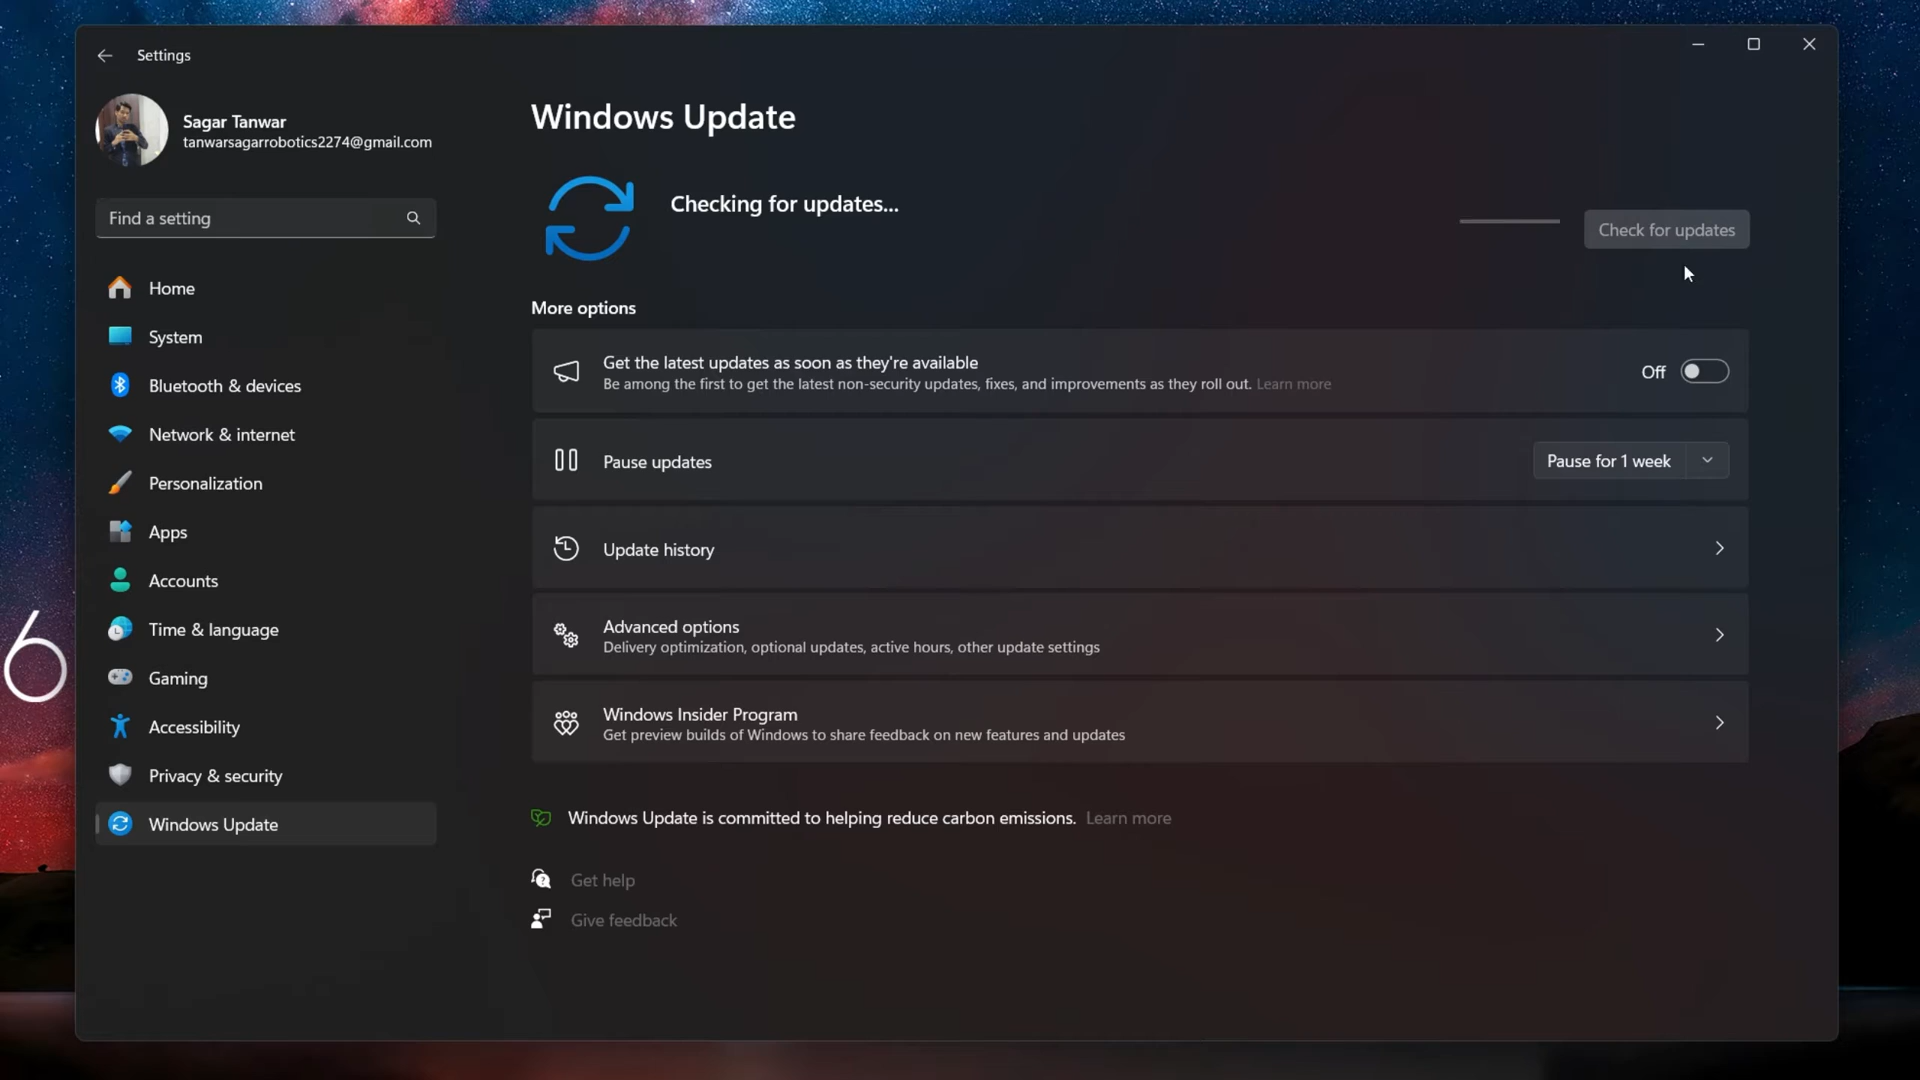 Settings
Sagar Tanwar
tanwarsagarrobotics2274@gmail.com
Find a setting
Home
System
Bluetooth & devices
Network & internet
Personalization
Apps
Accounts
Time & language
Gaming
Accessibility
Privacy & security
Windows Update
6
Windows Update
Checking for updates...
Check for updates
More options
Get the latest updates as soon as they're available
Be among the first to get the latest non-security updates, fixes, and improvements as they roll out. Learn more
Off
Pause updates
Pause for 1 week
Update history
Advanced options
Delivery optimization, optional updates, active hours, other update settings
Windows Insider Program
Get preview builds of Windows to share feedback on new features and updates
Windows Update is committed to helping reduce carbon emissions. Learn more
Get help
Give feedback